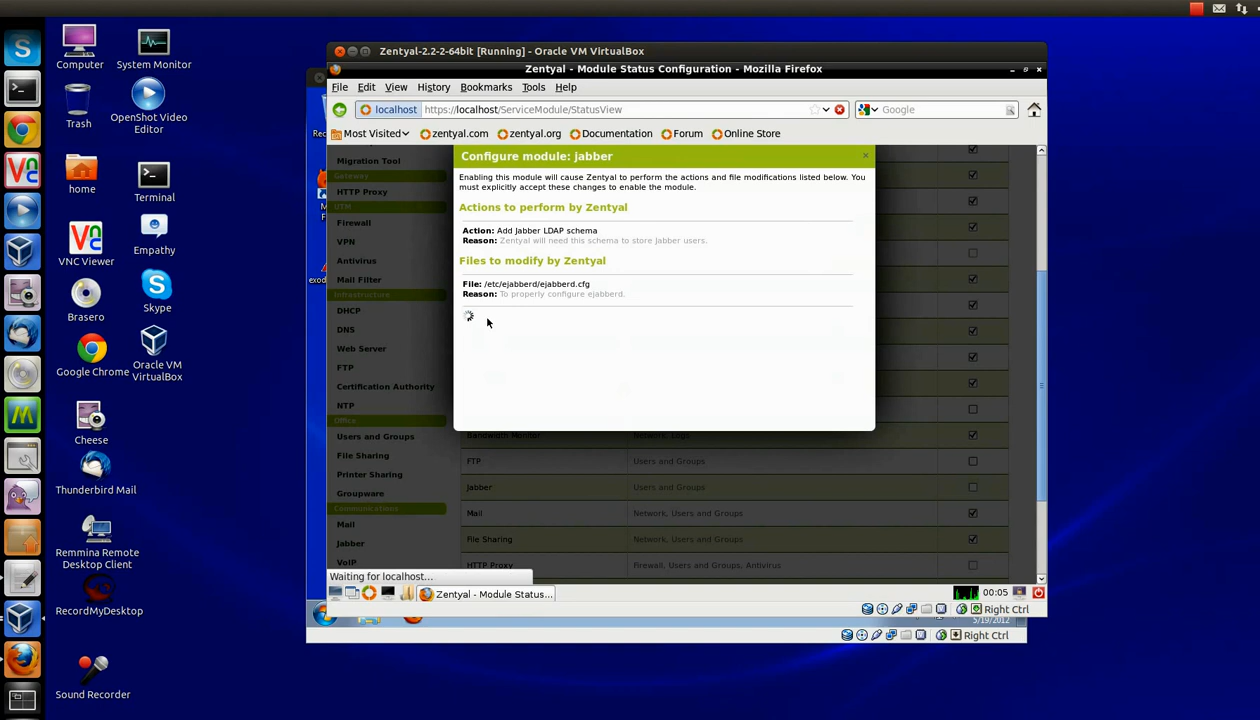 Computer
System Monitor
Trash
OpenShot Video
Editor
home
Terminal
VNC Viewer
Empathy
Brasero
Skype
Google Chrome
Oracle VM
VirtualBox
Cheese
Thunderbird Mail
Remmina Remote
Desktop Client
RecordMyDesktop
Sound Recorder
Zentyal-2.2-2-64bit [Running] - Oracle VM VirtualBox
Zentyal - Module Status Configuration - Mozilla Firefox
File Edit View History Bookmarks Tools Help
localhost https://localhost/ServiceModule/StatusView Google
Most Visited zentyal.com zentyal.org Documentation Forum Online Store
Migration Tool
Gateway
HTTP Proxy
UTM
Firewall
VPN
Antivirus
Mail Filter
Infrastructure
DHCP
DNS
Web Server
FTP
Certification Authority
NTP
Office
Users and Groups
File Sharing
Printer Sharing
Groupware
Communications
Mail
Jabber
VoIP
Configure module: jabber
Enabling this module will cause Zentyal to perform the actions and file modifications listed below. You
must explicitly accept these changes to enable the module.
Actions to perform by Zentyal
Action: Add Jabber LDAP schema
Reason: Zentyal will need this schema to store Jabber users.
Files to modify by Zentyal
File: /etc/ejabberd/ejabberd.cfg
Reason: To properly configure ejabberd.
Bandwidth Monitor Network, Logs
FTP Users and Groups
Jabber Users and Groups
Mail Network, Users and Groups
File Sharing Network, Users and Groups
HTTP Proxy Firewall, Users and Groups, Antivirus
Waiting for localhost...
Zentyal - Module Status... 00:05
Right Ctrl
5/19/2012
Right Ctrl